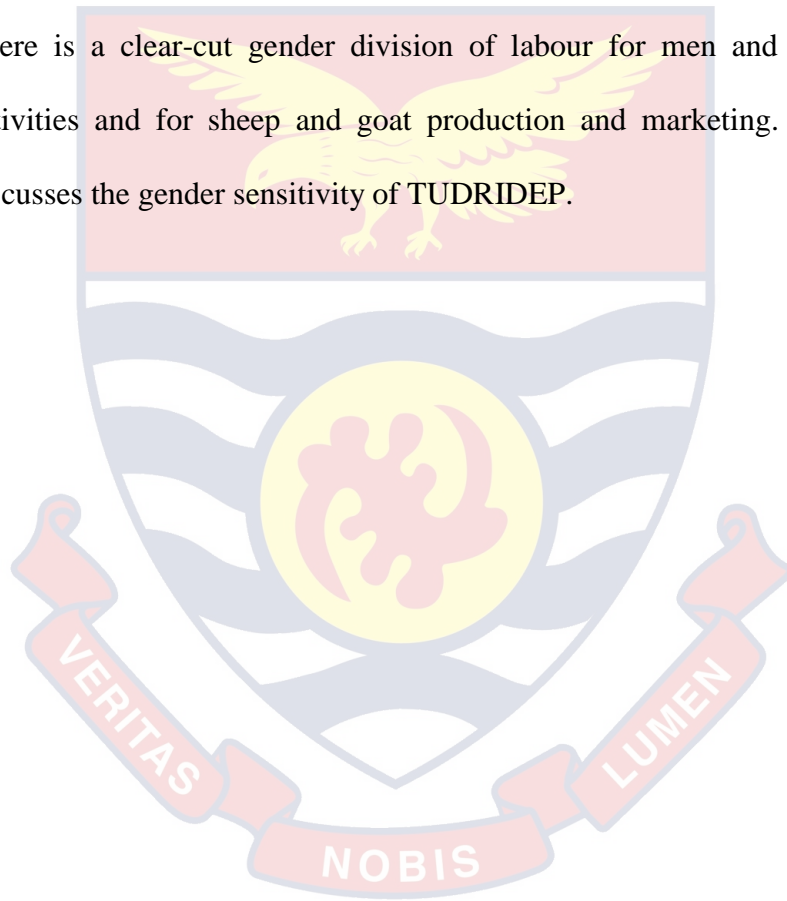 ere is a clear-cut gender division of labour for men and
tivities and for sheep and goat production and marketing.
cusses the gender sensitivity of TUDRIDEP.
VERITAS
NOBIS
LUMEN